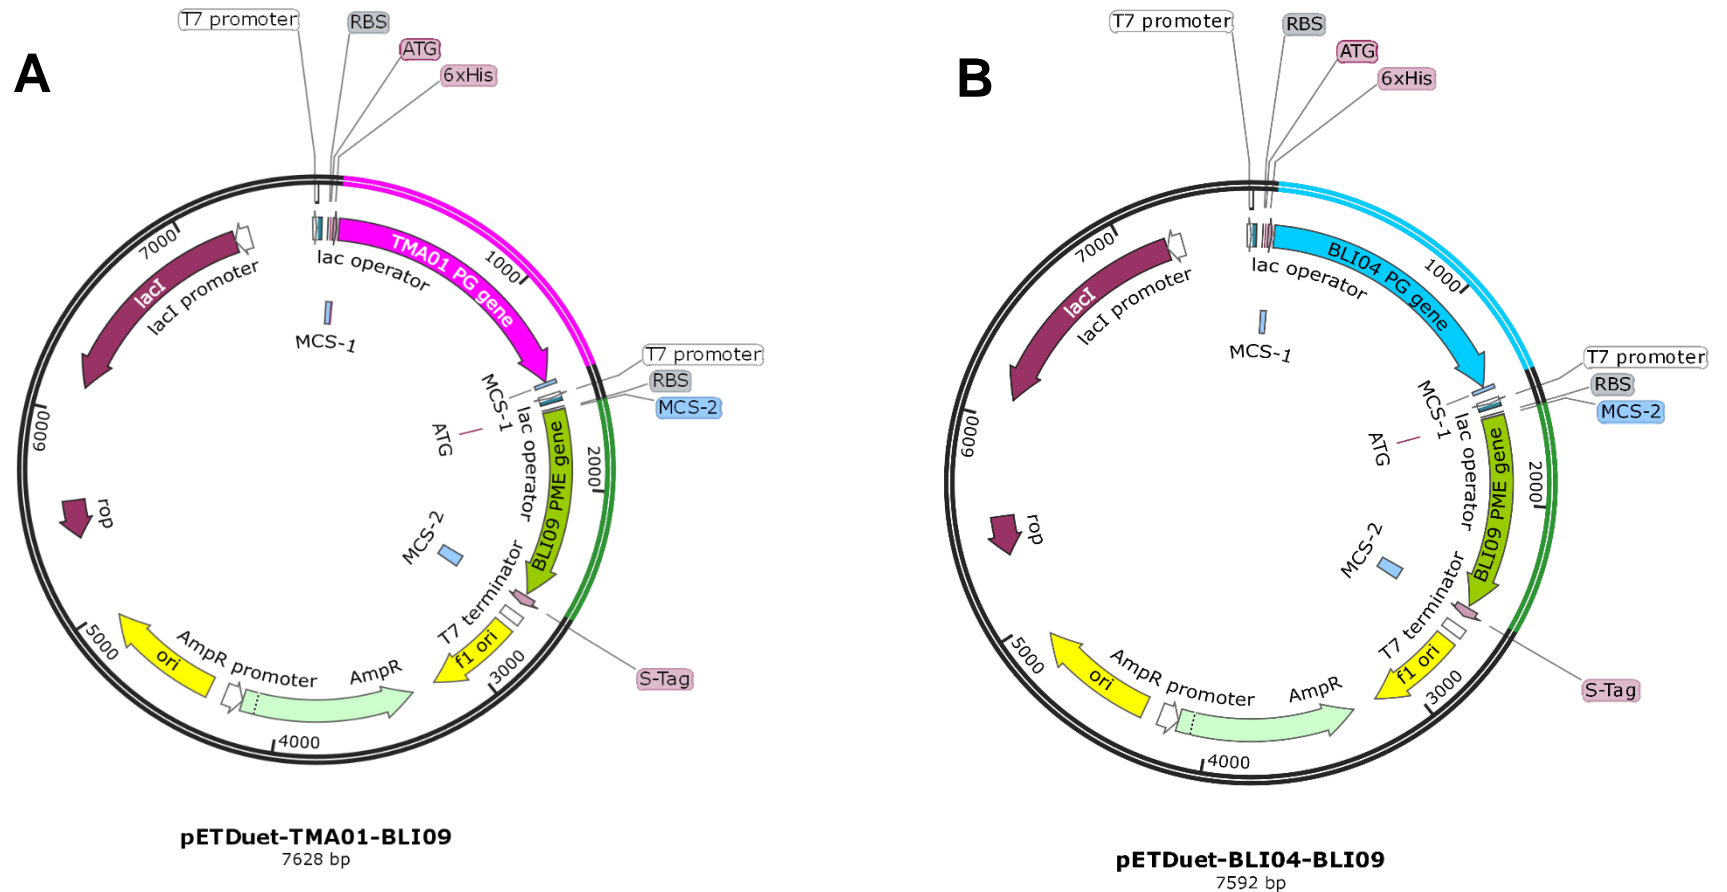 A
T7 promoter
RBS
ATG
6xHis
lac operator
TMA01 PG gene
1000
MCS-1
T7 promoter
RBS
MCS-2
MCS-1
lac operator
ATG
BLI09 PME gene
2000
MCS-2
T7 terminator
S-Tag
f1 ori
3000
AmpR
AmpR promoter
4000
ori
5000
rop
6000
lacI
lacI promoter
7000
pETDuet-TMA01-BLI09
7628 bp
B
T7 promoter
RBS
ATG
6xHis
lac operator
BLI04 PG gene
1000
MCS-1
T7 promoter
RBS
MCS-2
MCS-1
lac operator
ATG
BLI09 PME gene
2000
MCS-2
T7 terminator
S-Tag
f1 ori
3000
AmpR
AmpR promoter
4000
ori
5000
rop
6000
lacI
lacI promoter
7000
pETDuet-BLI04-BLI09
7592 bp